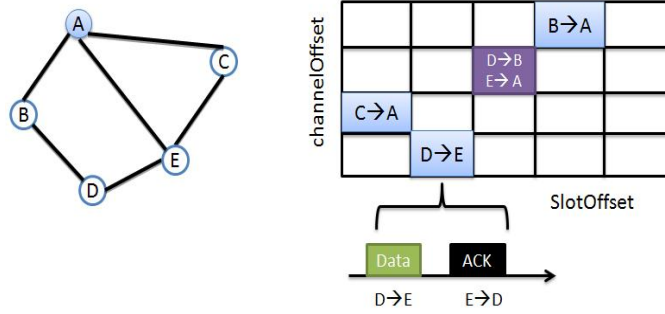 A
B
C
D
E
channelOffset
B→A
D→B
E→A
C→A
D→E
SlotOffset
Data
ACK
D→E
E→D